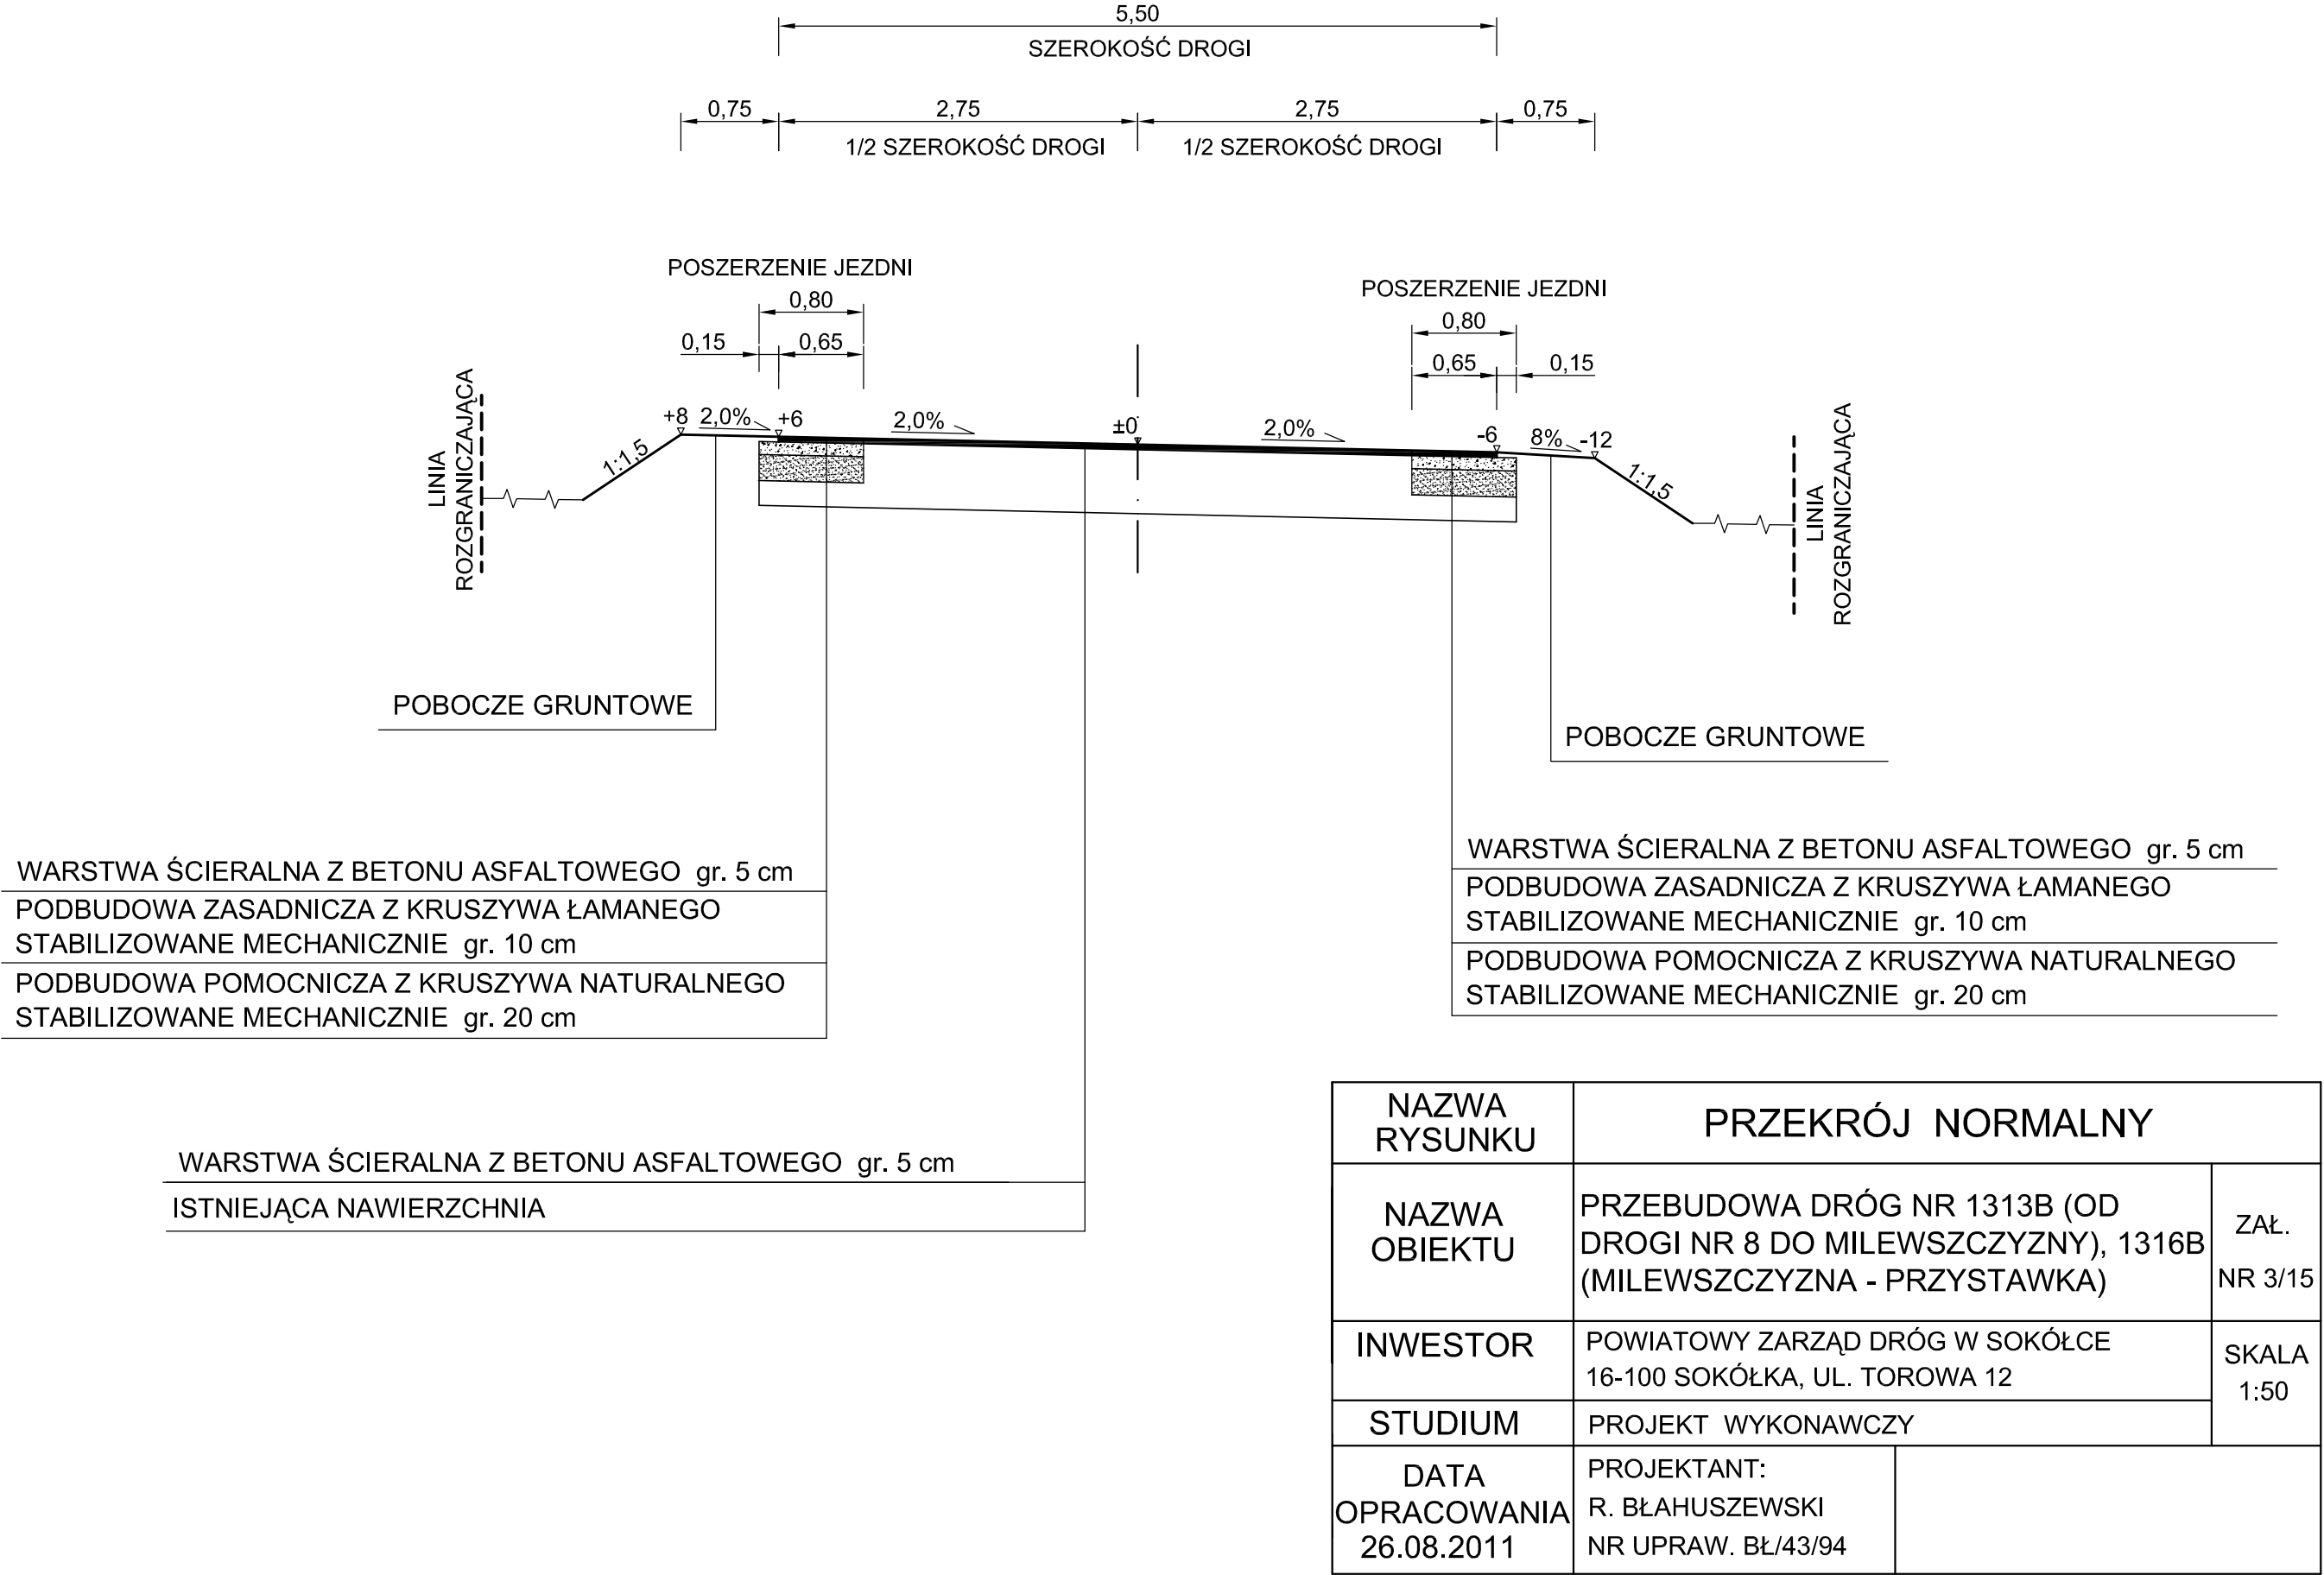 5,50
SZEROKOŚĆ DROGI
0,75
2,75
2,75
0,75
1/2 SZEROKOŚĆ DROGI
1/2 SZEROKOŚĆ DROGI
POSZERZENIE JEZDNI
0,80
0,15
0,65
POSZERZENIE JEZDNI
0,80
0,65
0,15
LINIA
ROZGRANICZAJĄCA
1:1,5
+8
2,0%
+6
2,0%
±0
2,0%
-6
8%
-12
1:1,5
LINIA
ROZGRANICZAJĄCA
POBOCZE GRUNTOWE
POBOCZE GRUNTOWE
WARSTWA ŚCIERALNA Z BETONU ASFALTOWEGO gr. 5 cm
PODBUDOWA ZASADNICZA Z KRUSZYWA ŁAMANEGO
STABILIZOWANE MECHANICZNIE gr. 10 cm
PODBUDOWA POMOCNICZA Z KRUSZYWA NATURALNEGO
STABILIZOWANE MECHANICZNIE gr. 20 cm
WARSTWA ŚCIERALNA Z BETONU ASFALTOWEGO gr. 5 cm
PODBUDOWA ZASADNICZA Z KRUSZYWA ŁAMANEGO
STABILIZOWANE MECHANICZNIE gr. 10 cm
PODBUDOWA POMOCNICZA Z KRUSZYWA NATURALNEGO
STABILIZOWANE MECHANICZNIE gr. 20 cm
WARSTWA ŚCIERALNA Z BETONU ASFALTOWEGO gr. 5 cm
ISTNIEJĄCA NAWIERZCHNIA
NAZWA
RYSUNKU
PRZEKRÓJ NORMALNY
NAZWA
OBIEKTU
PRZEBUDOWA DRÓG NR 1313B (OD
DROGI NR 8 DO MILEWSZCZYZNY), 1316B
(MILEWSZCZYZNA - PRZYSTAWKA)
ZAŁ.
NR 3/15
INWESTOR
POWIATOWY ZARZĄD DRÓG W SOKÓŁCE
16-100 SOKÓŁKA, UL. TOROWA 12
SKALA
1:50
STUDIUM
PROJEKT WYKONAWCZY
DATA
OPRACOWANIA
26.08.2011
PROJEKTANT:
R. BŁAHUSZEWSKI
NR UPRAW. BŁ/43/94